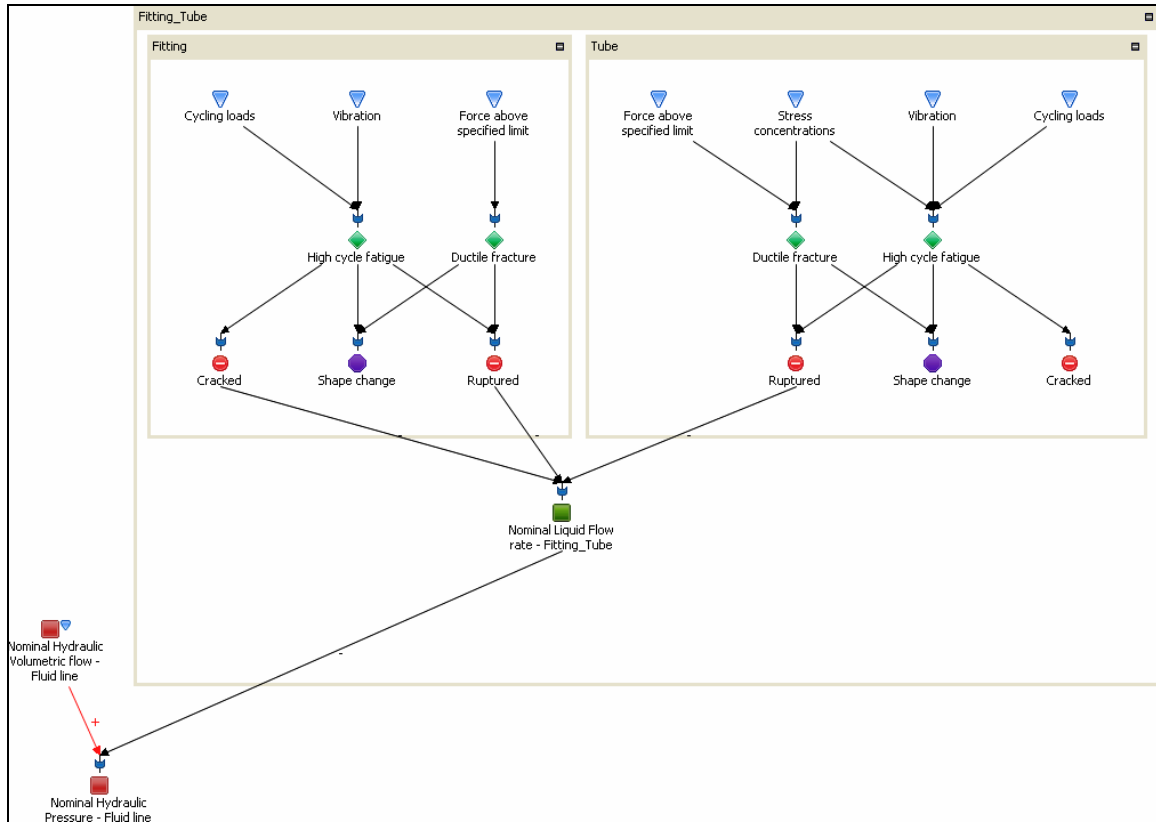 Fitting_Tube
Fitting
Tube
Cycling loads
Vibration
Force above
specified limit
Force above
specified limit
Stress
concentrations
Vibration
Cycling loads
High cycle fatigue
Ductile fracture
Ductile fracture
High cycle fatigue
Cracked
Shape change
Ruptured
Ruptured
Shape change
Cracked
-
-
-
Nominal Liquid Flow
rate - Fitting_Tube
Nominal Hydraulic
Volumetric flow -
Fluid line
-
+
Nominal Hydraulic
Pressure - Fluid line